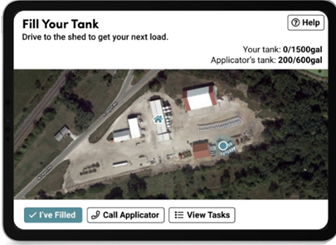 Fill Your Tank
Help
Drive to the shed to get your next load.
Your tank: 0/1500gal
Applicator's tank: 200/600gal
I've Filled
Call Applicator
View Tasks